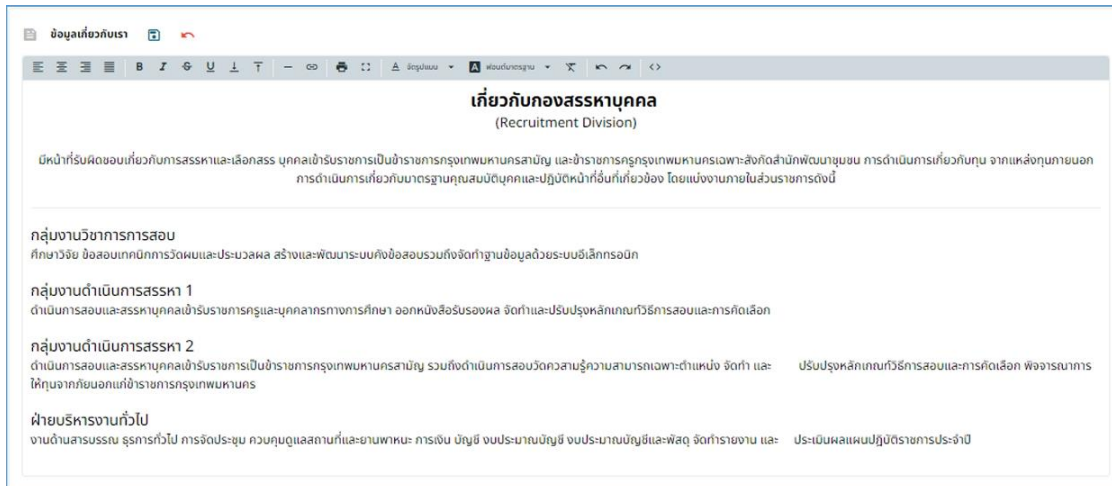 ข้อมูลเกี่ยวกับเรา
B I S U A จัดรูปแบบ A ฟอนต์มาตรฐาน
เกี่ยวกับกองสรรหาบุคคล
(Recruitment Division)
มีหน้าที่รับผิดชอบเกี่ยวกับการสรรหาและเลือกสรร บุคคลเข้ารับราชการเป็นข้าราชการกรุงเทพมหานครสามัญ และข้าราชการครูกรุงเทพมหานครเฉพาะสังกัดสำนักพัฒนาชุมชน การดำเนินการเกี่ยวกับทุน จากแหล่งทุนภายนอก
การดำเนินการเกี่ยวกับมาตรฐานคุณสมบัติบุคคและปฏิบัติหน้าที่อื่นที่เกี่ยวข้อง โดยแบ่งงานภายในส่วนราชการดังนี้
กลุ่มงานวิชาการการสอบ
ศึกษาวิจัย ข้อสอบเทคนิกการวัดผมและประมวลผล สร้างและพัฒนาระบบคังข้อสอบรวมถึงจัดทำฐานข้อมูลด้วยระบบอีเล็กทรอนิก
กลุ่มงานดำเนินการสรรหา 1
ดำเนินการสอบและสรรหาบุคคลเข้ารับราชการครูและบุคลากรทางการศึกษา ออกหนังสือรับรองผล จัดทำและปรับปรุงหลักเกณฑ์วิธีการสอบและการคัดเลือก
กลุ่มงานดำเนินการสรรหา 2
ดำเนินการสอบและสรรหาบุคคลเข้ารับราชการเป็นข้าราชการกรุงเทพมหานครสามัญ รวมถึงดำเนินการสอบวัดควสามรู้ความสามารถเฉพาะตำแหน่ง จัดทำ และ ปรับปรุงหลักเกณฑ์วิธีการสอบและการคัดเลือก พิจจารณาการ
ให้ทุนจากภัยนอกแก่ข้าราชการกรุงเทพมหานคร
ฝ่ายบริหารงานทั่วไป
งานด้านสารบรรณ ธุรการทั่วไป การจัดประชุม ควบคุมดูแลสถานที่และยานพาหนะ การเงิน บัญชี งบประมาณบัญชี งบประมาณบัญชีและพัสดุ จัดทำรายงาน และ ประเมินผลแผนปฏิบัติราชการประจำปี